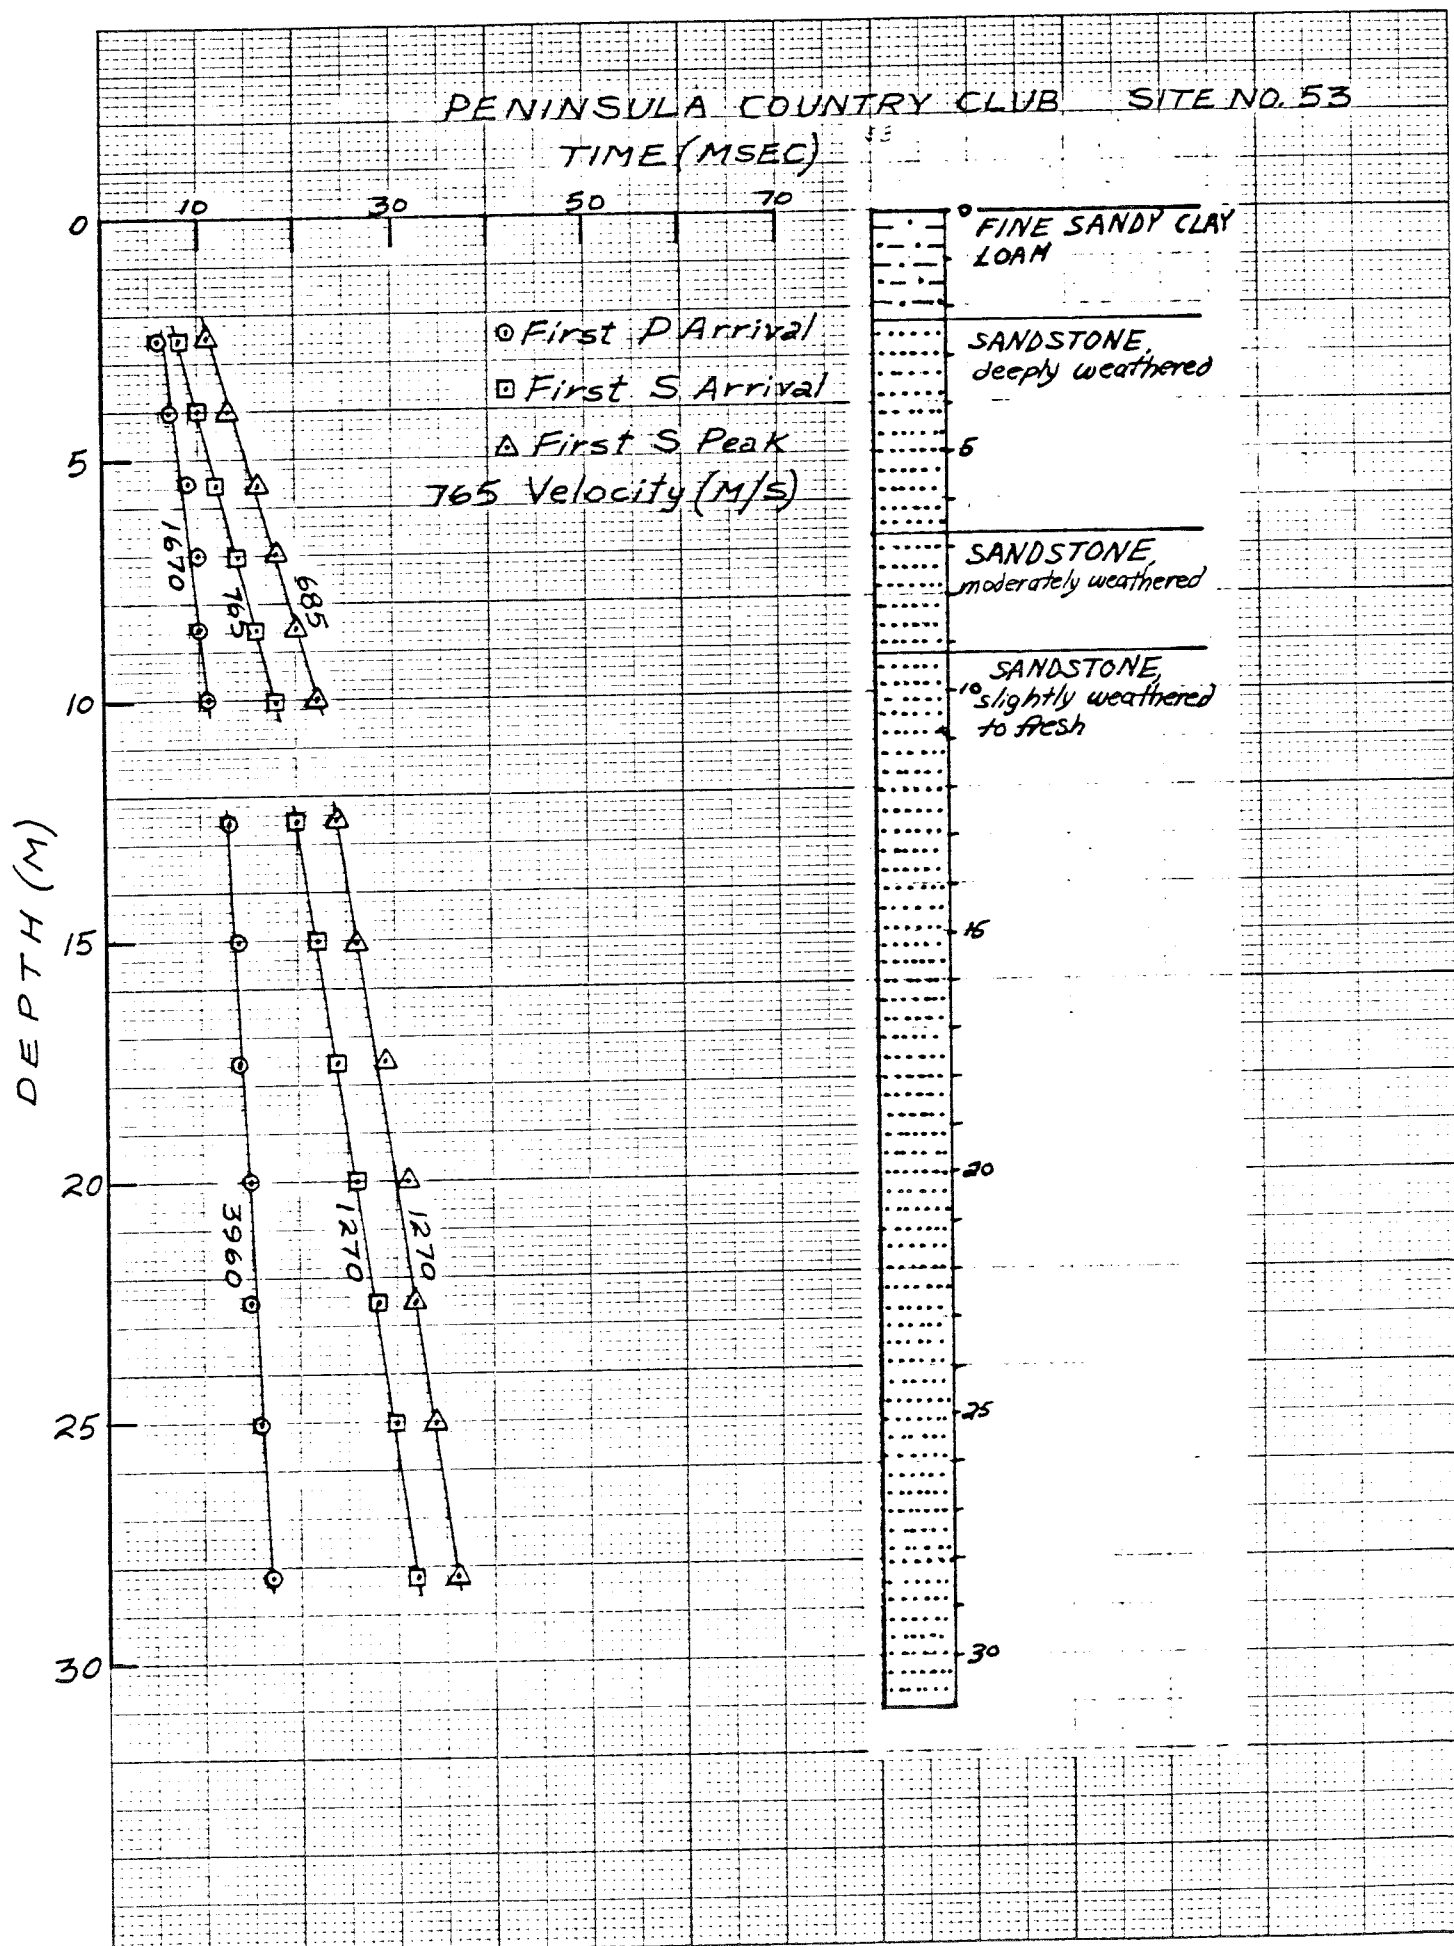 PENINSULA COUNTRY CLUB SITE NO. 53
TIME (MSEC)
53
10 30 50 70
0
5
10
15
20
25
30
DEPTH (M)
First P Arrival
First S Arrival
First S Peak
765 Velocity (M/S)
1670
765
685
3960
1270
1270
0
FINE SANDY CLAY
LOAM
SANDSTONE,
deeply weathered
5
SANDSTONE,
moderately weathered
SANDSTONE,
10 slightly weathered
to fresh
15
20
25
30